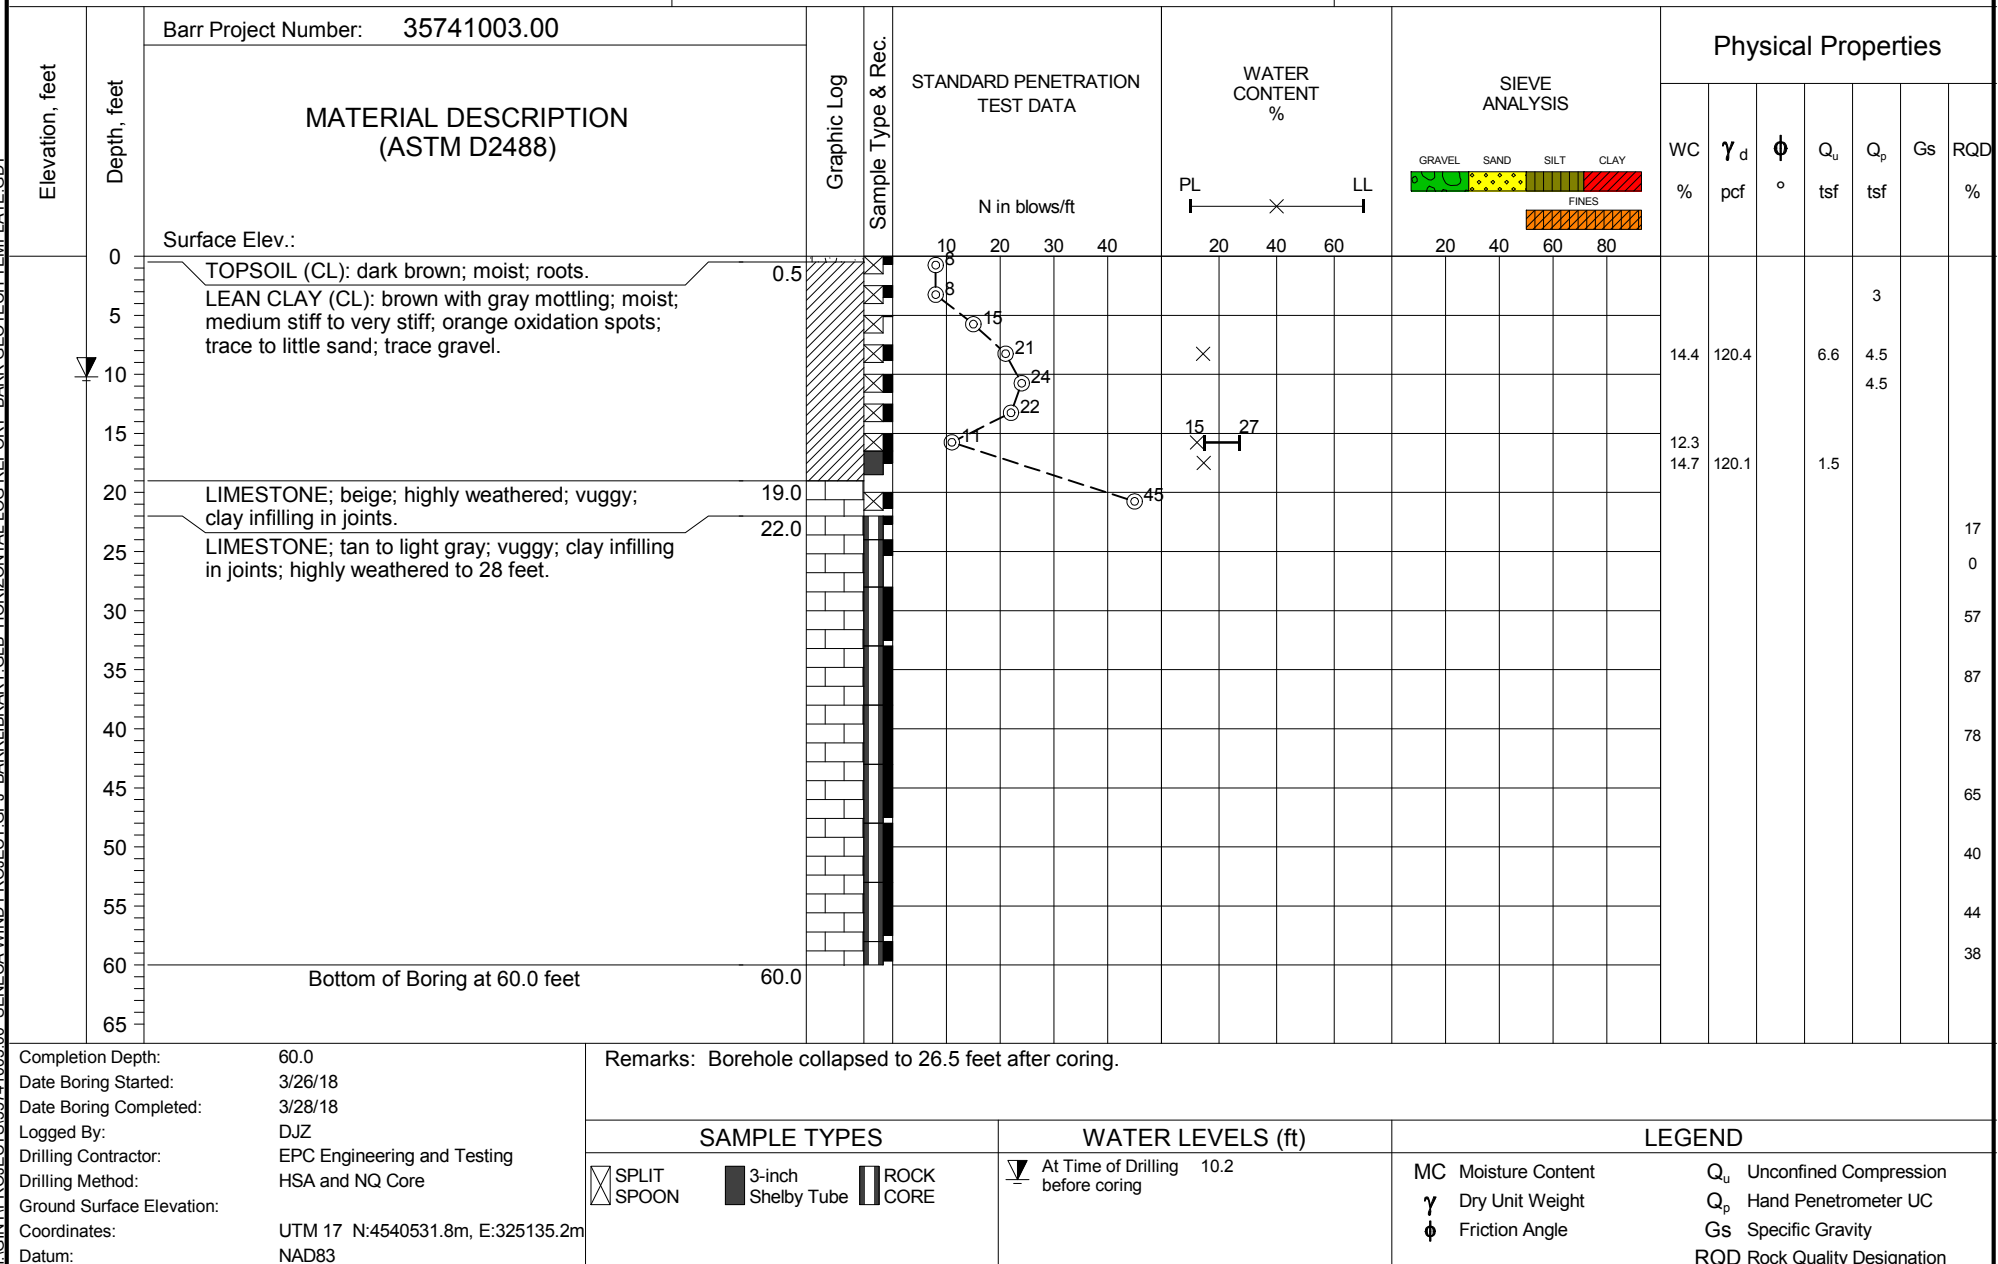 Barr Project Number: 35741003.00
Elevation, feet
Depth, feet
MATERIAL DESCRIPTION
(ASTM D2488)
Surface Elev.:
Graphic Log
Sample Type & Rec.
STANDARD PENETRATION
TEST DATA
N in blows/ft
10 20 30 40
WATER
CONTENT
%
PL LL
20 40 60
SIEVE
ANALYSIS
GRAVEL SAND SILT CLAY
FINES
20 40 60 80
Physical Properties
WC γd ϕ Qu Qp Gs RQD
% pcf ° tsf tsf %
0
TOPSOIL (CL): dark brown; moist; roots. 0.5 8
LEAN CLAY (CL): brown with gray mottling; moist; 8 3
5 medium stiff to very stiff; orange oxidation spots; 15
trace to little sand; trace gravel. 21 14.4 120.4 6.6 4.5
10 24 4.5
22
15 11 15 27 12.3
14.7 120.1 1.5
20 LIMESTONE; beige; highly weathered; vuggy; 19.0 45
clay infilling in joints. 22.0 17
25 LIMESTONE; tan to light gray; vuggy; clay infilling 0
in joints; highly weathered to 28 feet.
30 57
35 87
40 78
45 65
50 40
55 44
60 38
Bottom of Boring at 60.0 feet 60.0
65
Completion Depth: 60.0
Date Boring Started: 3/26/18
Date Boring Completed: 3/28/18
Logged By: DJZ
Drilling Contractor: EPC Engineering and Testing
Drilling Method: HSA and NQ Core
Ground Surface Elevation:
Coordinates: UTM 17 N:4540531.8m, E:325135.2m
Datum: NAD83
Remarks: Borehole collapsed to 26.5 feet after coring.
SAMPLE TYPES
SPLIT
SPOON
3-inch
Shelby Tube
ROCK
CORE
WATER LEVELS (ft)
At Time of Drilling 10.2
before coring
LEGEND
MC Moisture Content
γ Dry Unit Weight
ϕ Friction Angle
Qu Unconfined Compression
Qp Hand Penetrometer UC
Gs Specific Gravity
RQD Rock Quality Designation